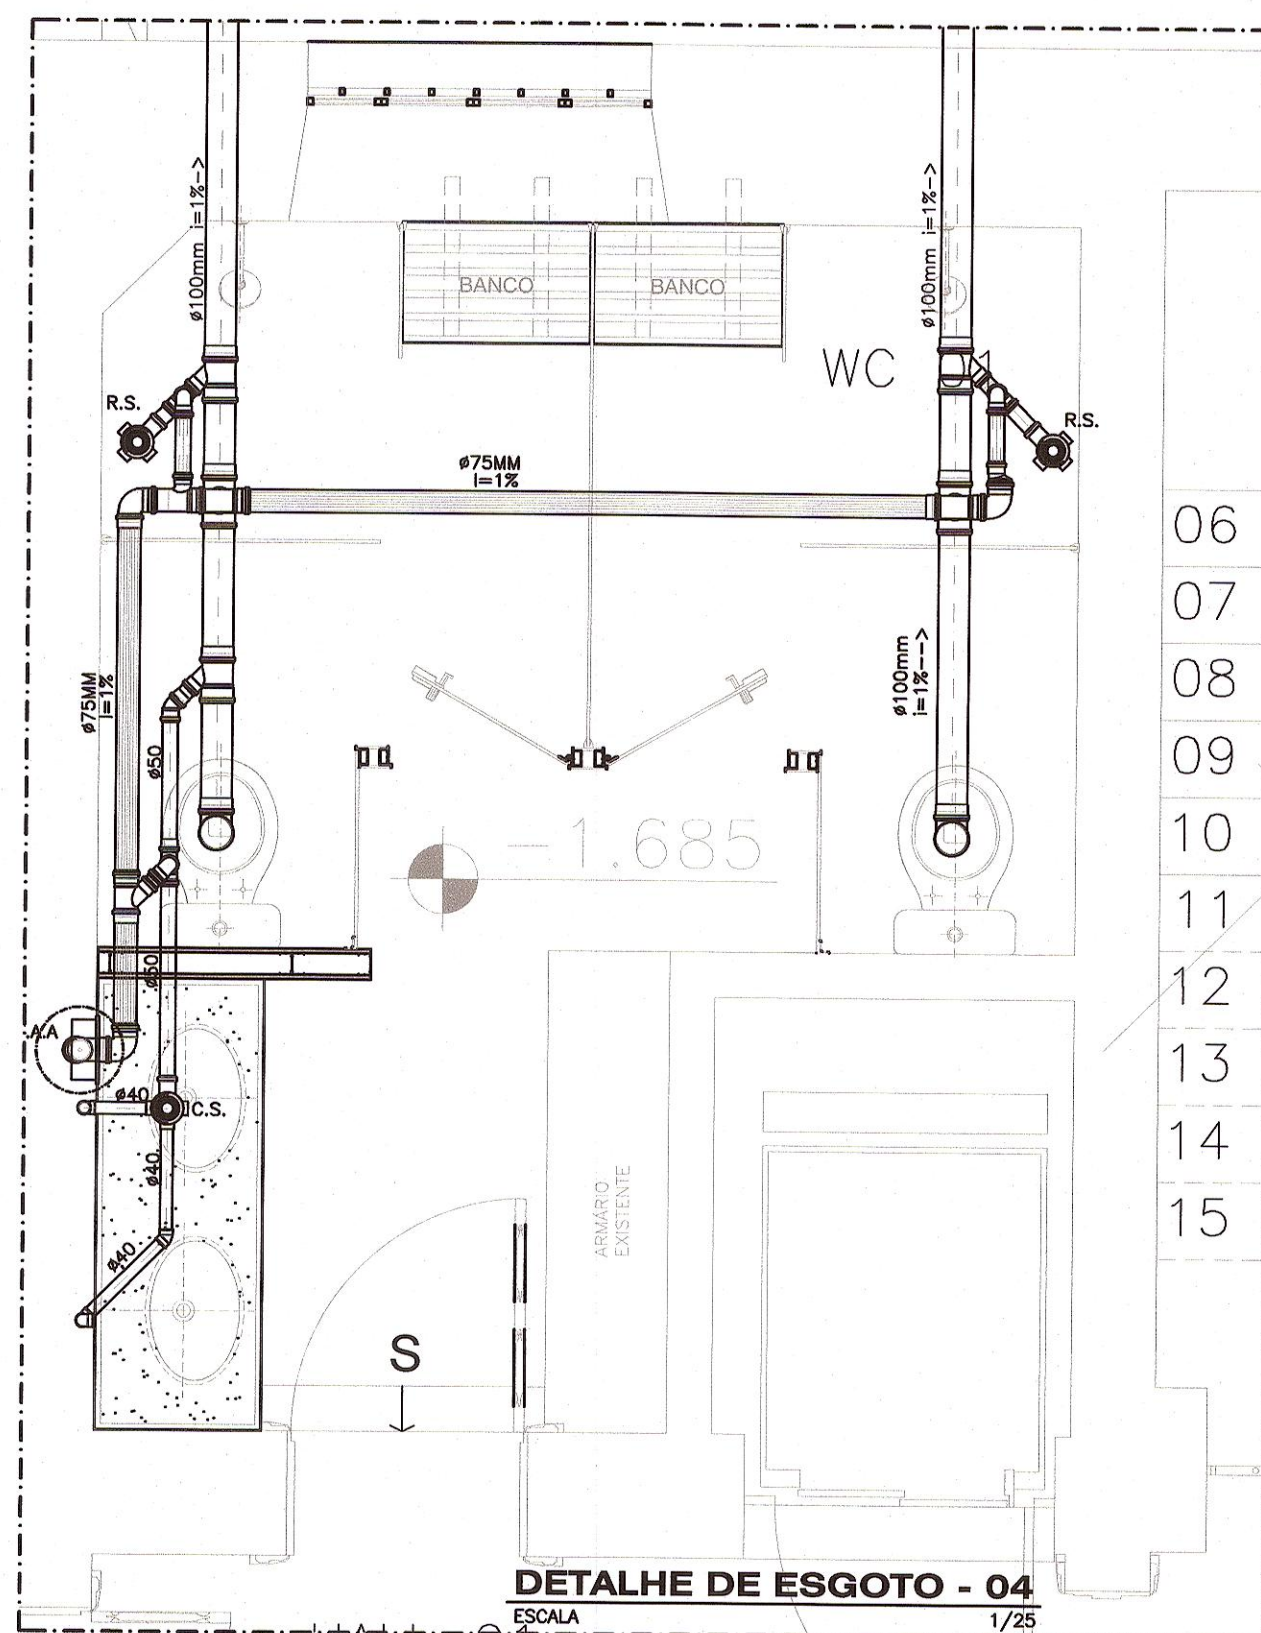 ø100mm i=1%-->
ø100mm i=1%-->
BANCO
BANCO
WC
1
R.S.
R.S.
ø75MM
i=1%
06
07
08
09
10
11
12
13
14
15
ø75MM
i=1%
ø100mm
i=1%--->
ø50
-1.685
ø50
A.A
ø40
C.S.
ø40
ø40
ARMÁRIO
EXISTENTE
S
DETALHE DE ESGOTO - 04
ESCALA
1/25